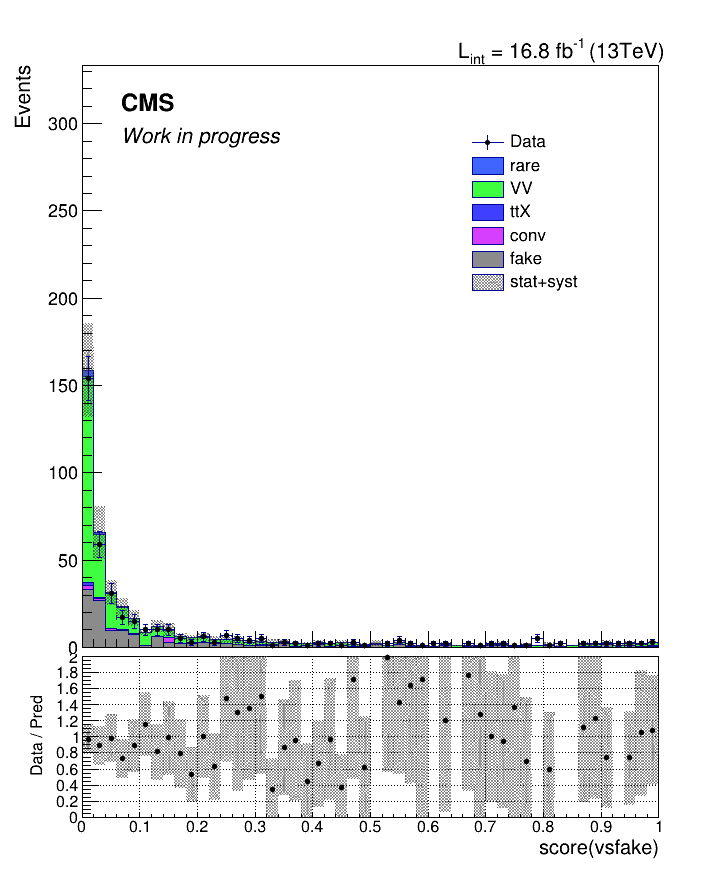 L_int = 16.8 fb^-1 (13TeV)
Events
CMS
Work in progress
Data
rare
VV
ttX
conv
fake
stat+syst
300
250
200
150
100
50
0
Data / Pred
2
1.8
1.6
1.4
1.2
1
0.8
0.6
0.4
0.2
0
0 0.1 0.2 0.3 0.4 0.5 0.6 0.7 0.8 0.9 1
score(vsfake)